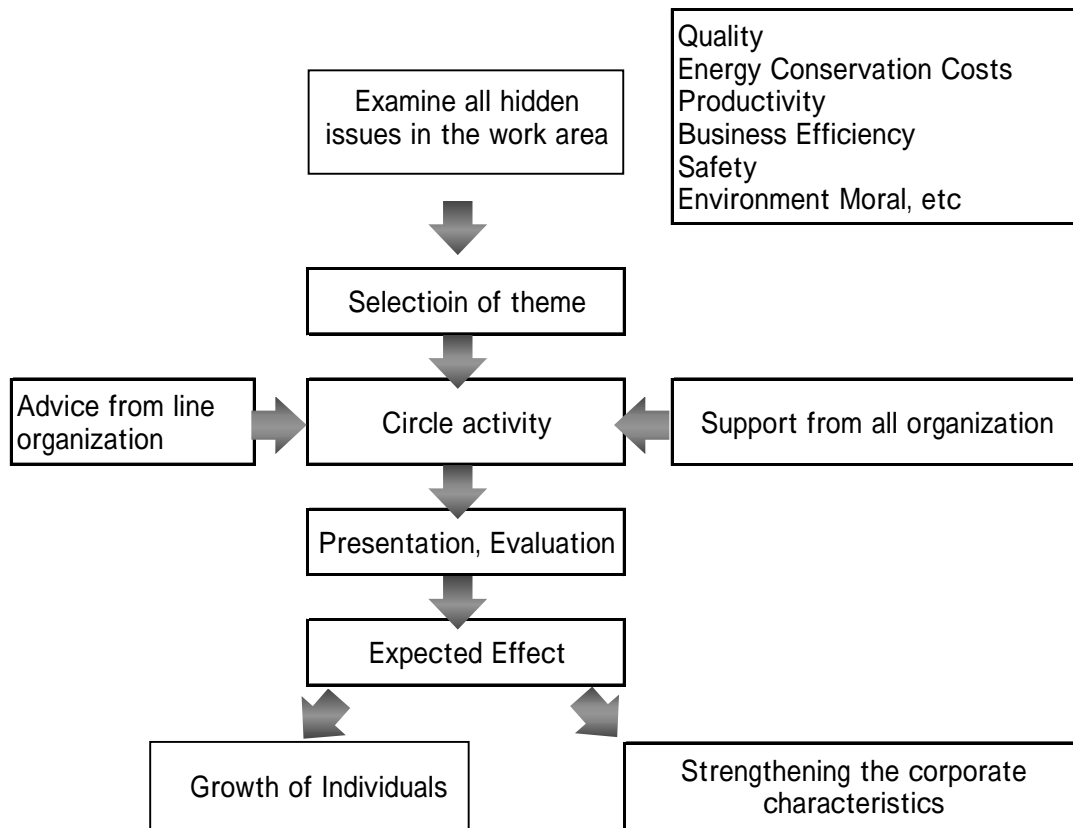 Examine all hidden
issues in the work area
Quality
Energy Conservation Costs
Productivity
Business Efficiency
Safety
Environment Moral, etc
Selectioin of theme
Advice from line
organization
Circle activity
Support from all organization
Presentation, Evaluation
Expected Effect
Growth of Individuals
Strengthening the corporate
characteristics